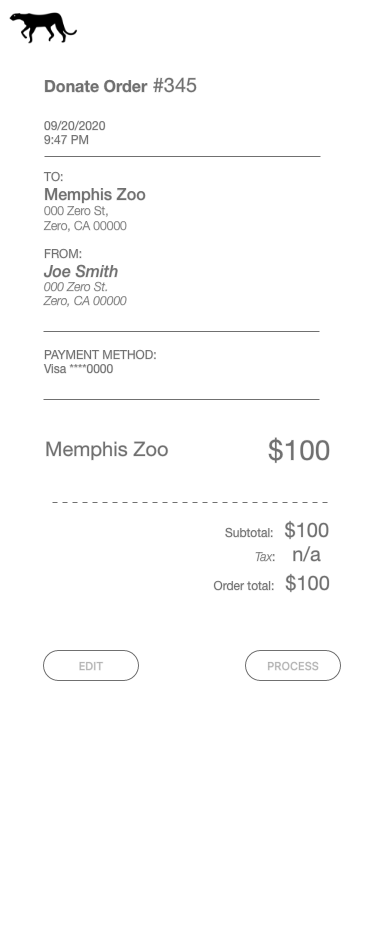 Donate Order #345
09/20/2020
9:47 PM
TO:
Memphis Zoo
000 Zero St,
Zero, CA 00000
FROM:
Joe Smith
000 Zero St.
Zero, CA 00000
PAYMENT METHOD:
Visa ****0000
Memphis Zoo $100
Subtotal: $100
Tax: n/a
Order total: $100
EDIT PROCESS